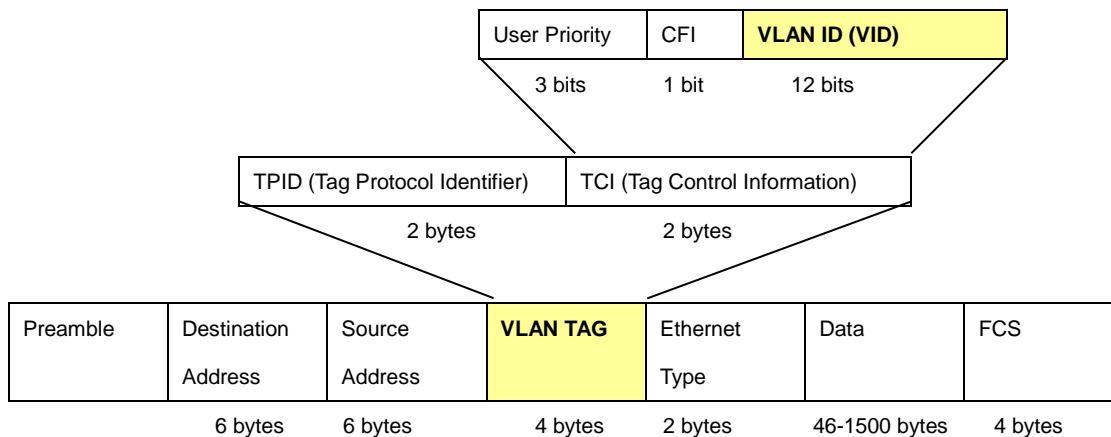 User Priority CFI VLAN ID (VID)
3 bits 1 bit 12 bits
TPID (Tag Protocol Identifier) TCI (Tag Control Information)
2 bytes 2 bytes
Preamble Destination Address Source Address VLAN TAG Ethernet Type Data FCS
6 bytes 6 bytes 4 bytes 2 bytes 46-1500 bytes 4 bytes